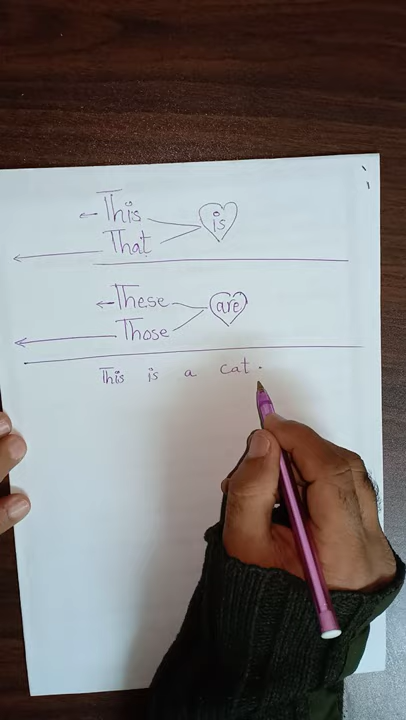 This
is
That
These
are
Those
This is a cat.